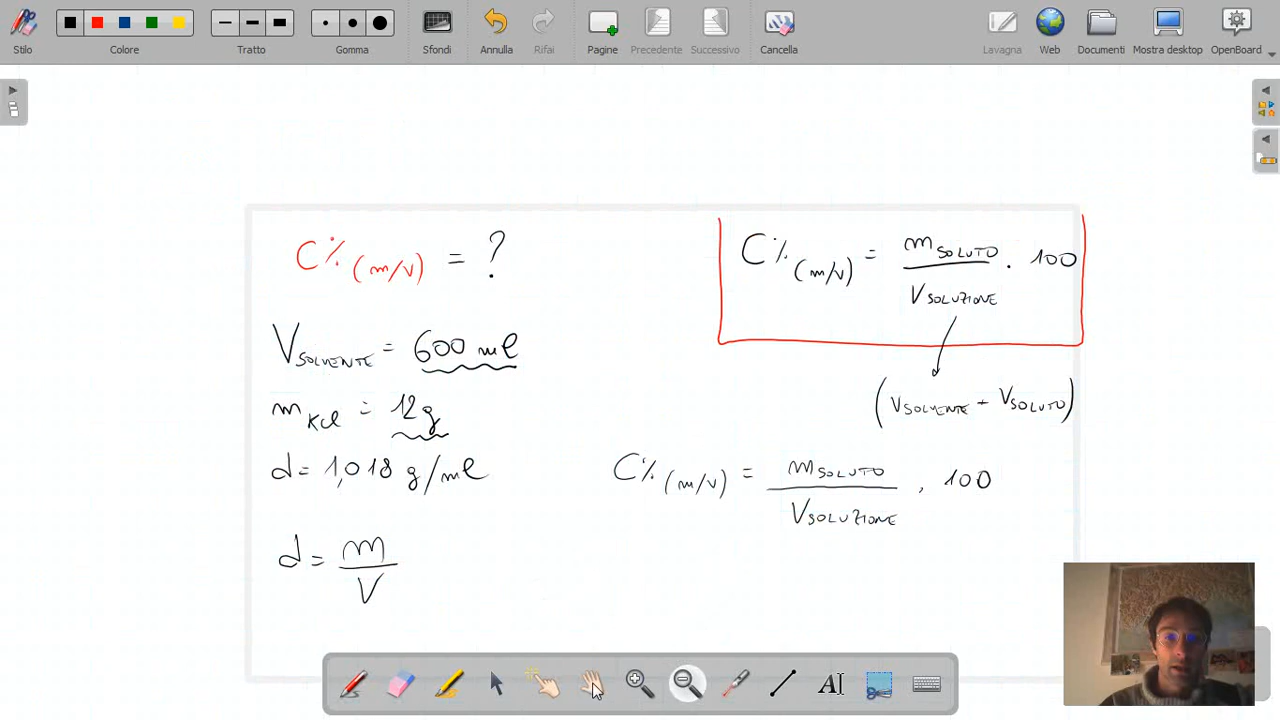 Stilo
Colore
Tratto
Gomma
Sfondi
Annulla
Rifai
Pagine
Precedente
Successivo
Cancella
Lavagna
Web
Documenti
Mostra desktop
OpenBoard
C% (m/v) = ?
V SOLVENTE = 600 ml
m KCl = 12 g
d = 1,018 g/ml
d = m / V
C% (m/v) = m SOLUTO / V SOLUZIONE . 100
(V SOLVENTE + V SOLUTO)
C% (m/v) = m SOLUTO / V SOLUZIONE . 100
AI